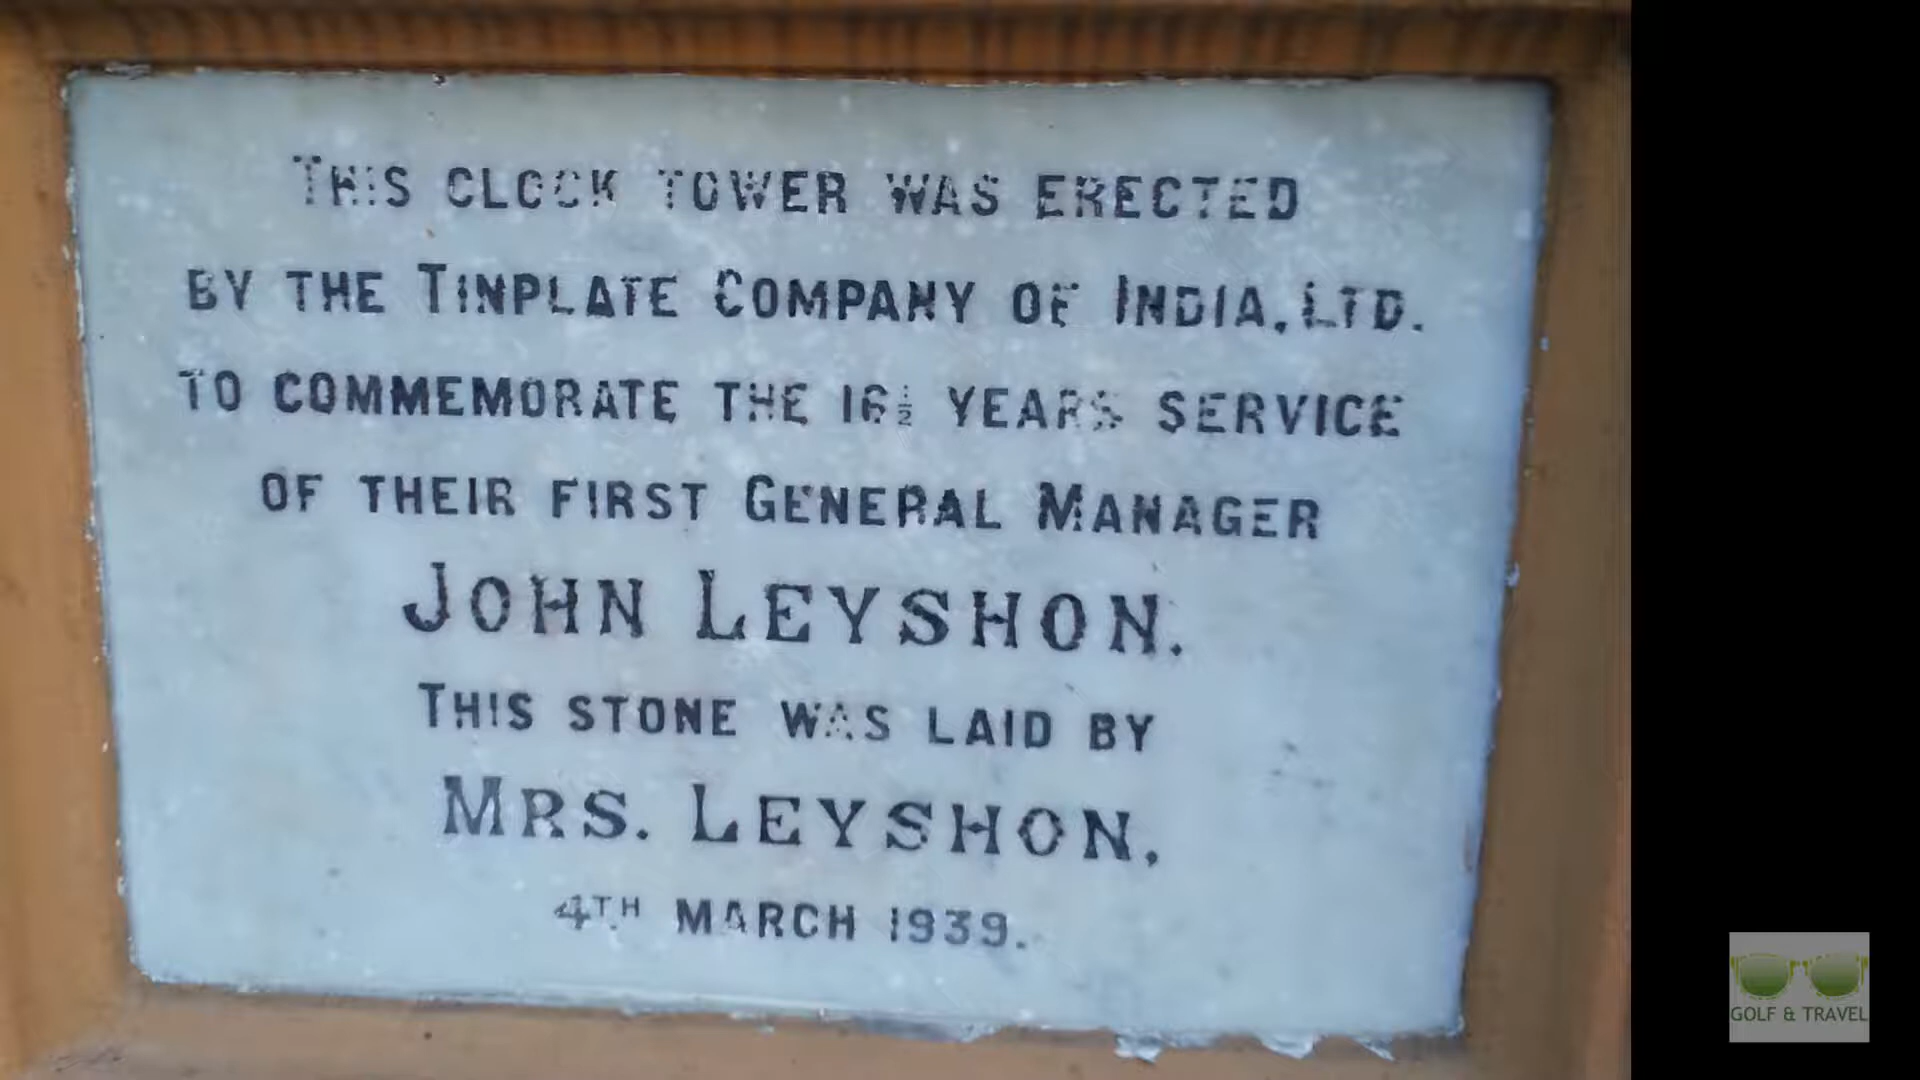 THIS CLOCK TOWER WAS ERECTED
BY THE TINPLATE COMPANY OF INDIA, LTD.
TO COMMEMORATE THE 16½ YEARS SERVICE
OF THEIR FIRST GENERAL MANAGER
JOHN LEYSHON.
THIS STONE WAS LAID BY
MRS. LEYSHON,
4TH MARCH 1939.
GOLF & TRAVEL